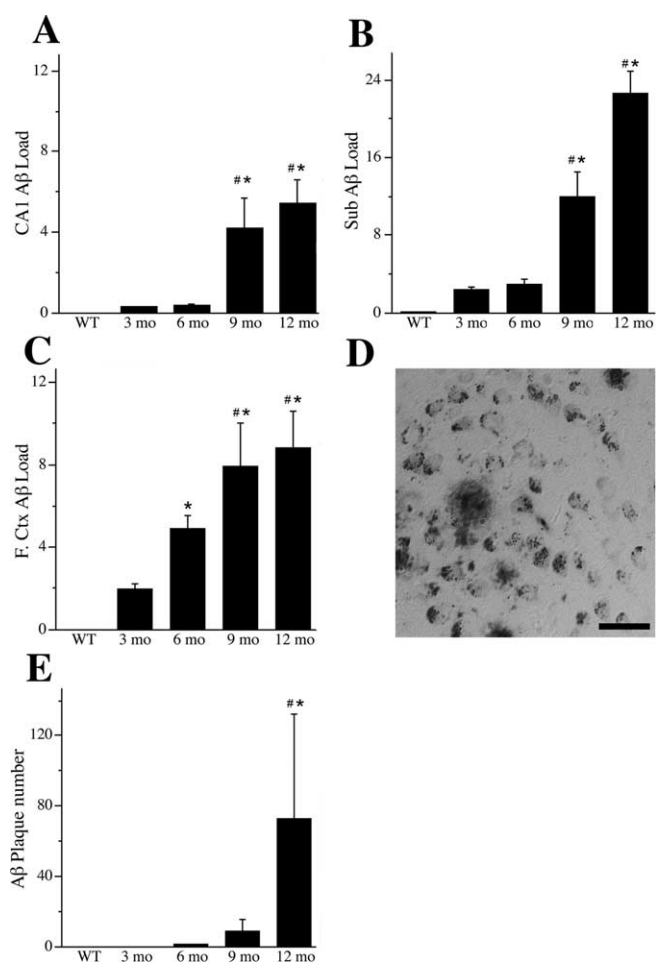 A
CA1 Aβ Load
12
8
4
0
#*
#*
WT 3 mo 6 mo 9 mo 12 mo
B
Sub Aβ Load
24
16
8
0
#*
#*
WT 3 mo 6 mo 9 mo 12 mo
C
F. Ctx Aβ Load
12
8
4
0
*
#*
#*
WT 3 mo 6 mo 9 mo 12 mo
D
E
Aβ Plaque number
120
80
40
0
#*
WT 3 mo 6 mo 9 mo 12 mo